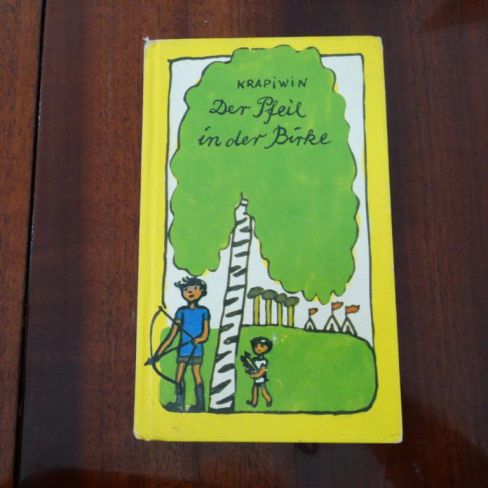 KRAPiWiN
Der Pfeil
in der Birke